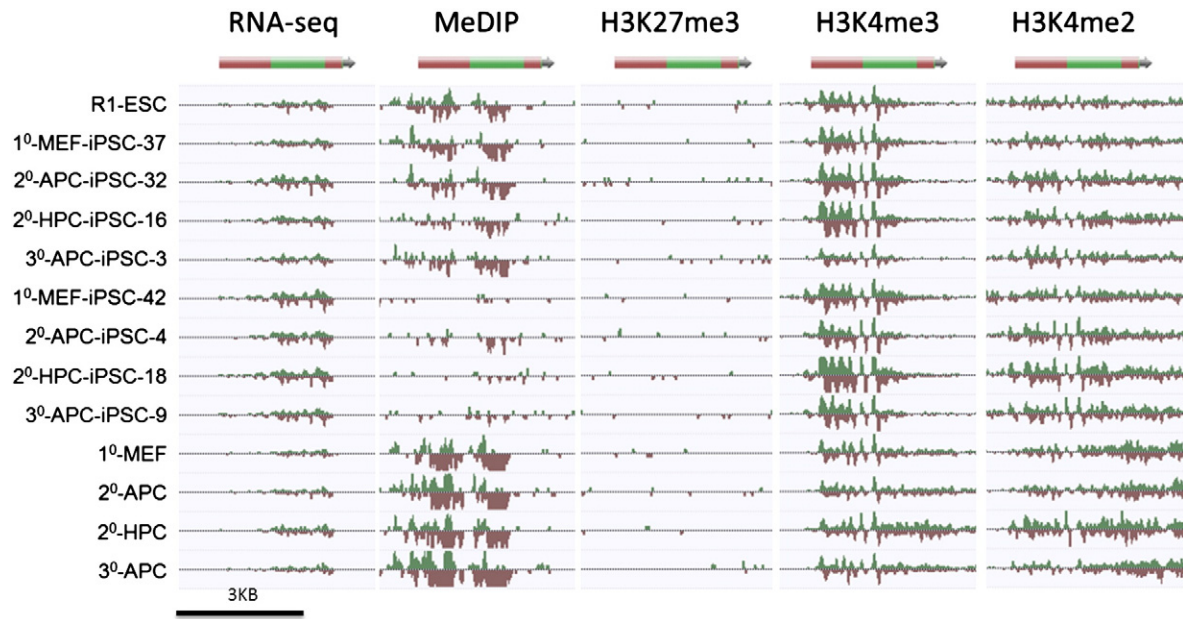 RNA-seq MeDIP H3K27me3 H3K4me3 H3K4me2
R1-ESC
1⁰-MEF-iPSC-37
2⁰-APC-iPSC-32
2⁰-HPC-iPSC-16
3⁰-APC-iPSC-3
1⁰-MEF-iPSC-42
2⁰-APC-iPSC-4
2⁰-HPC-iPSC-18
3⁰-APC-iPSC-9
1⁰-MEF
2⁰-APC
2⁰-HPC
3⁰-APC
3KB